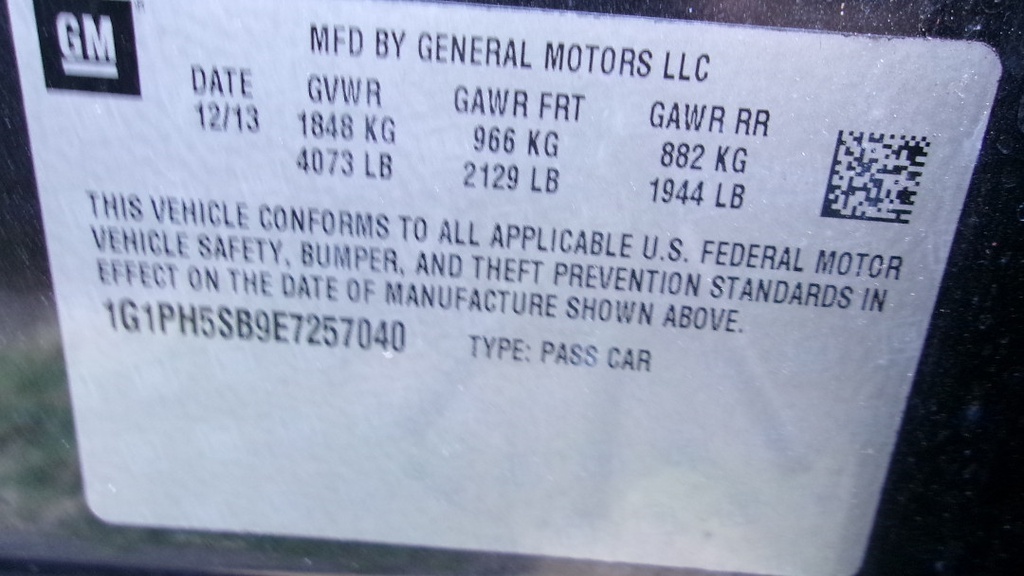 GM
MFD BY GENERAL MOTORS LLC
DATE GVWR GAWR FRT GAWR RR
12/13 1848 KG 966 KG 882 KG
4073 LB 2129 LB 1944 LB
THIS VEHICLE CONFORMS TO ALL APPLICABLE U.S. FEDERAL MOTOR
VEHICLE SAFETY, BUMPER, AND THEFT PREVENTION STANDARDS IN
EFFECT ON THE DATE OF MANUFACTURE SHOWN ABOVE.
1G1PH5SB9E7257040 TYPE: PASS CAR